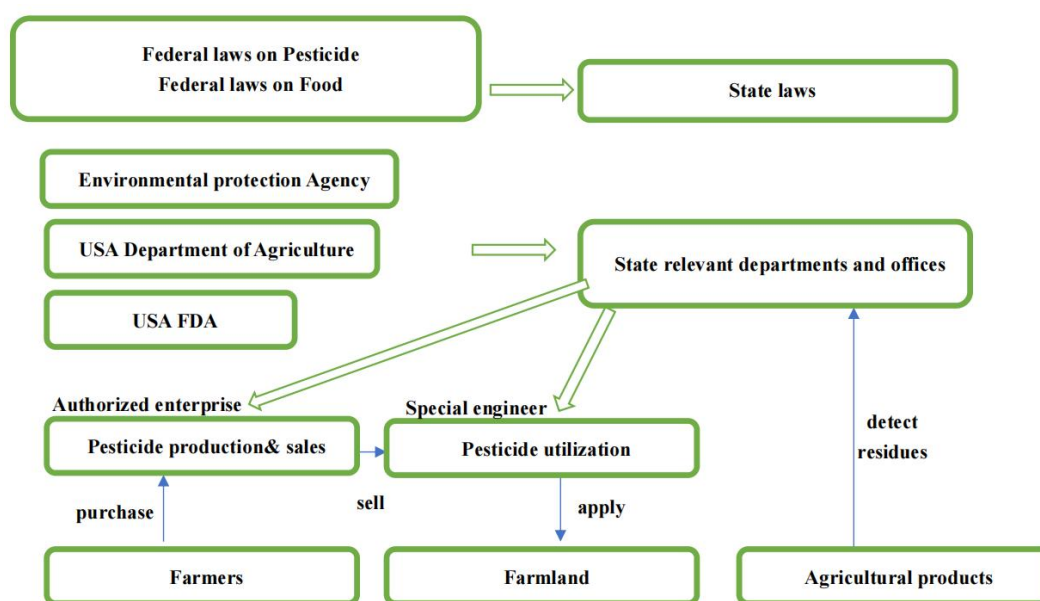 Federal laws on Pesticide
Federal laws on Food
State laws
Environmental protection Agency
USA Department of Agriculture
State relevant departments and offices
USA FDA
Authorized enterprise
Special engineer
Pesticide production& sales
Pesticide utilization
detect
residues
purchase
sell
apply
Farmers
Farmland
Agricultural products